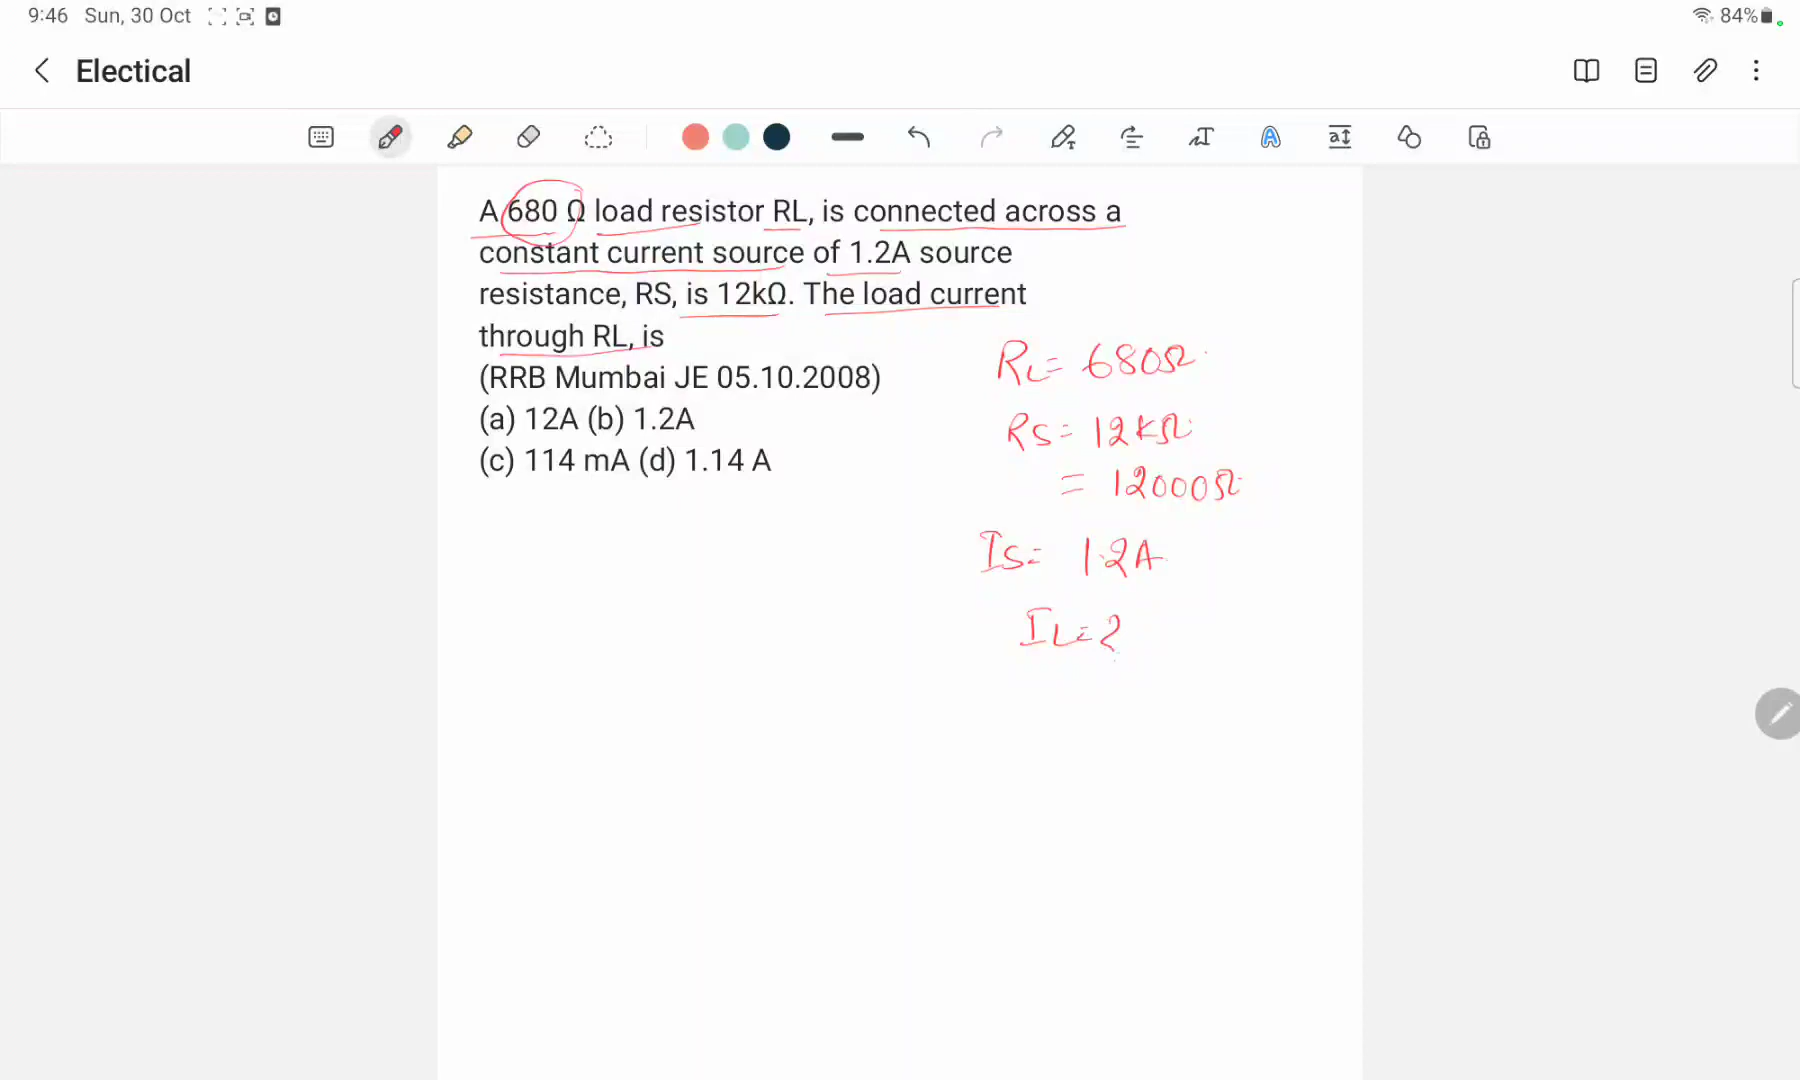 9:46 Sun, 30 Oct
84%
Electical
A 680 Ω load resistor RL, is connected across a
constant current source of 1.2A source
resistance, RS, is 12kΩ. The load current
through RL, is
(RRB Mumbai JE 05.10.2008)
(a) 12A (b) 1.2A
(c) 114 mA (d) 1.14 A
RL = 680Ω
RS = 12kΩ
= 12000Ω
IS = 1.2A
IL = ?